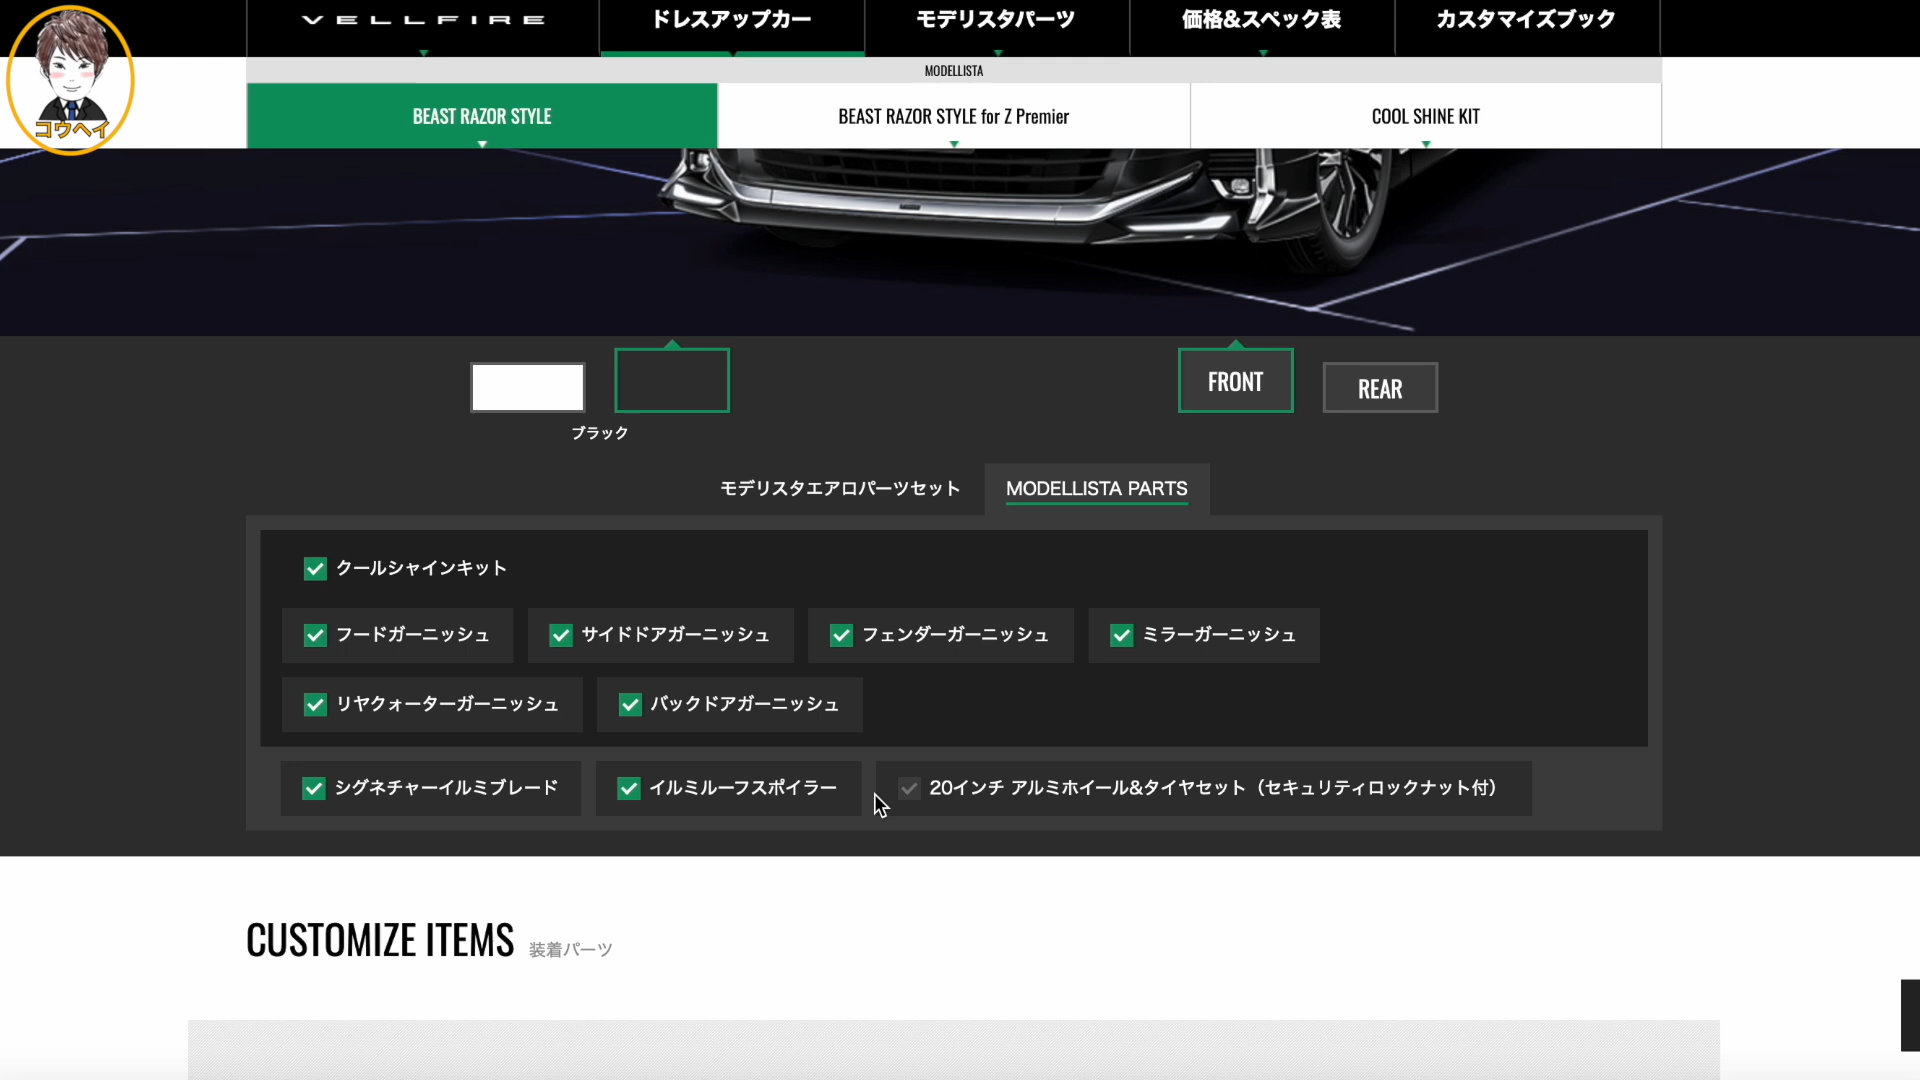 VELLFIRE
ドレスアップカー
モデリスタパーツ
価格&スペック表
カスタマイズブック
コウヘイ
MODELLISTA
BEAST RAZOR STYLE
BEAST RAZOR STYLE for Z Premier
COOL SHINE KIT
FRONT
REAR
ブラック
モデリスタエアロパーツセット
MODELLISTA PARTS
クールシャインキット
フードガーニッシュ
サイドドアガーニッシュ
フェンダーガーニッシュ
ミラーガーニッシュ
リヤクォーターガーニッシュ
バックドアガーニッシュ
シグネチャーイルミブレード
イルミルーフスポイラー
20インチ アルミホイール&タイヤセット（セキュリティロックナット付）
CUSTOMIZE ITEMS 装着パーツ